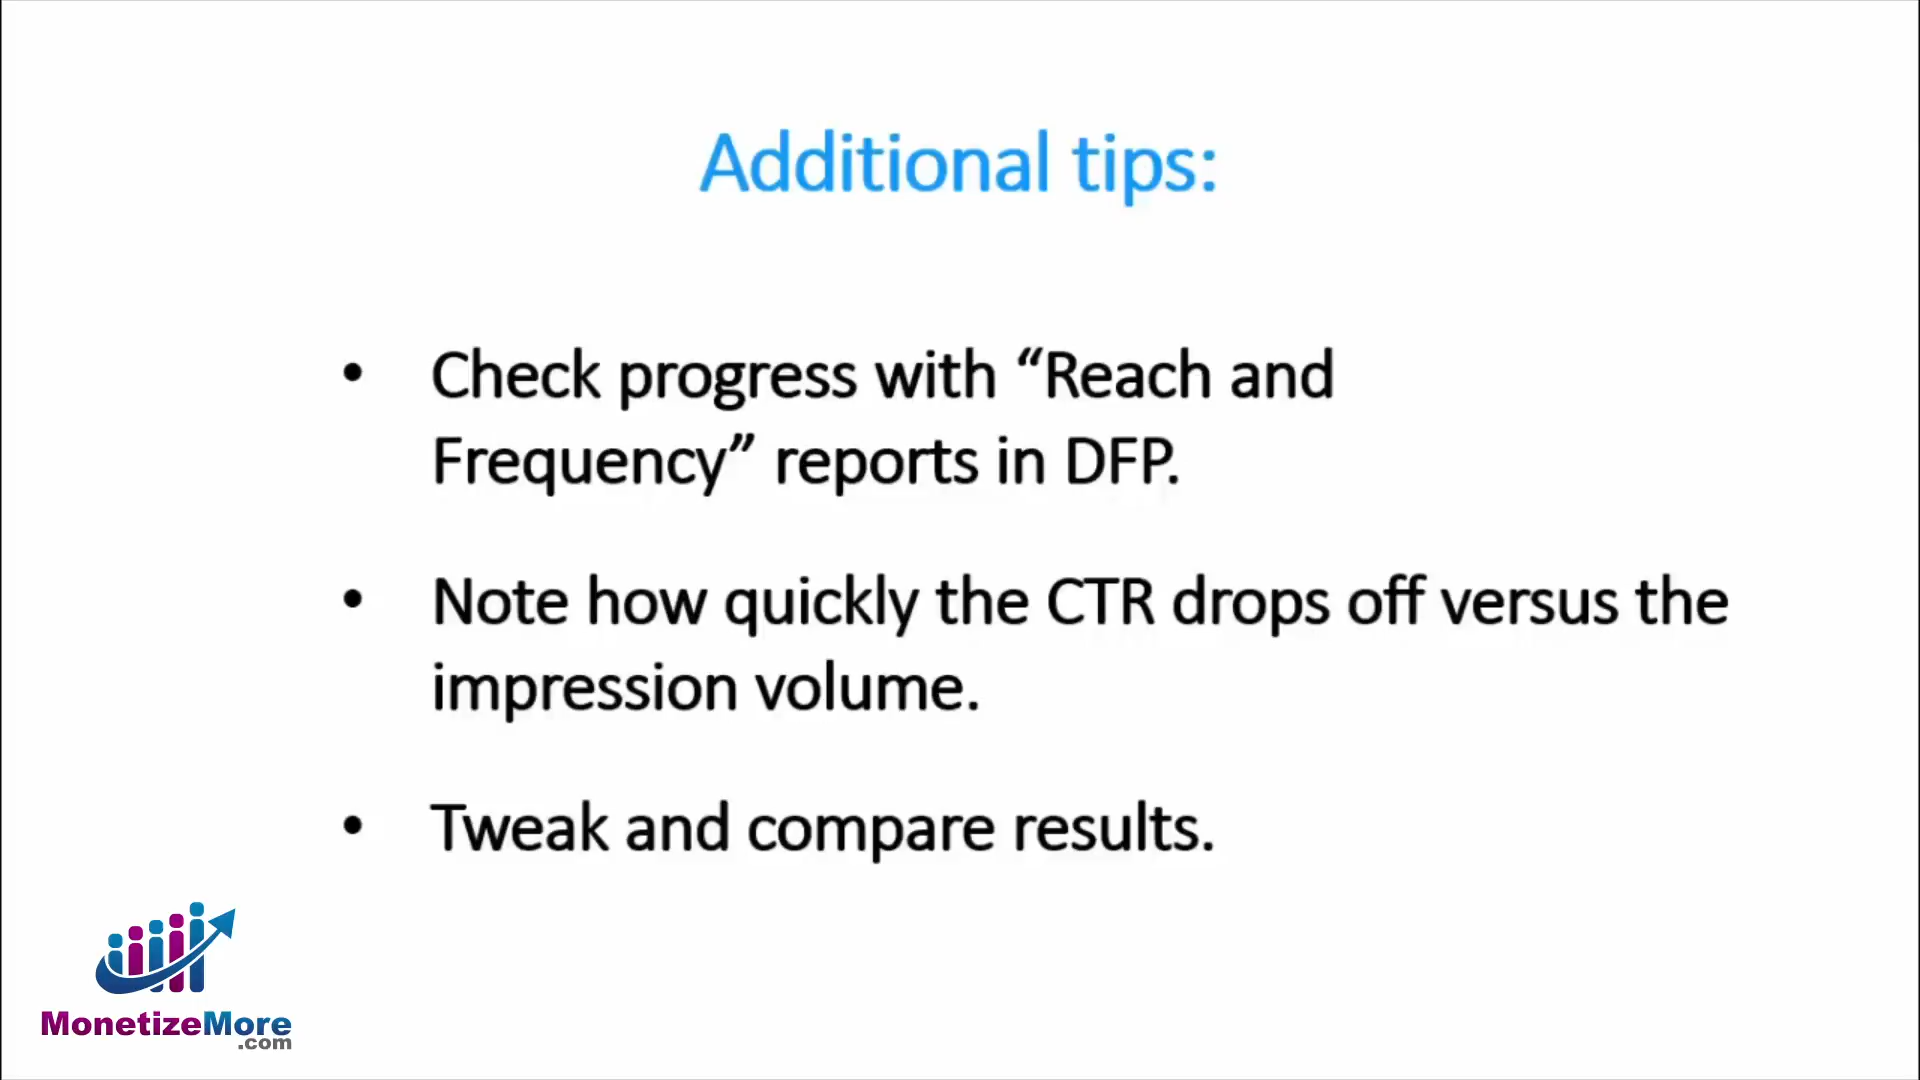 Additional tips:
• Check progress with “Reach and
Frequency” reports in DFP.
• Note how quickly the CTR drops off versus the
impression volume.
• Tweak and compare results.
MonetizeMore
.com